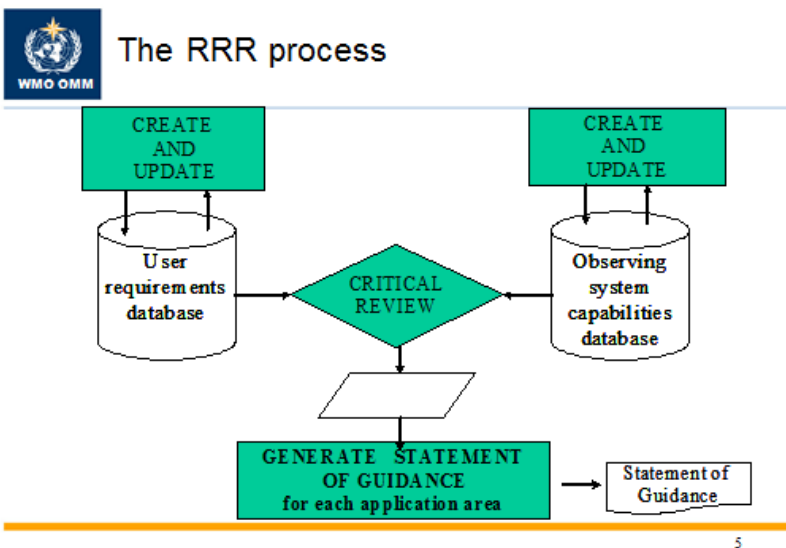 WMO OMM
The RRR process
CREATE
AND
UPDATE
CREATE
AND
UPDATE
User
requirements
database
CRITICAL
REVIEW
Observing
system
capabilities
database
GENERATE STATEMENT
OF GUIDANCE
for each application area
Statement of
Guidance
5